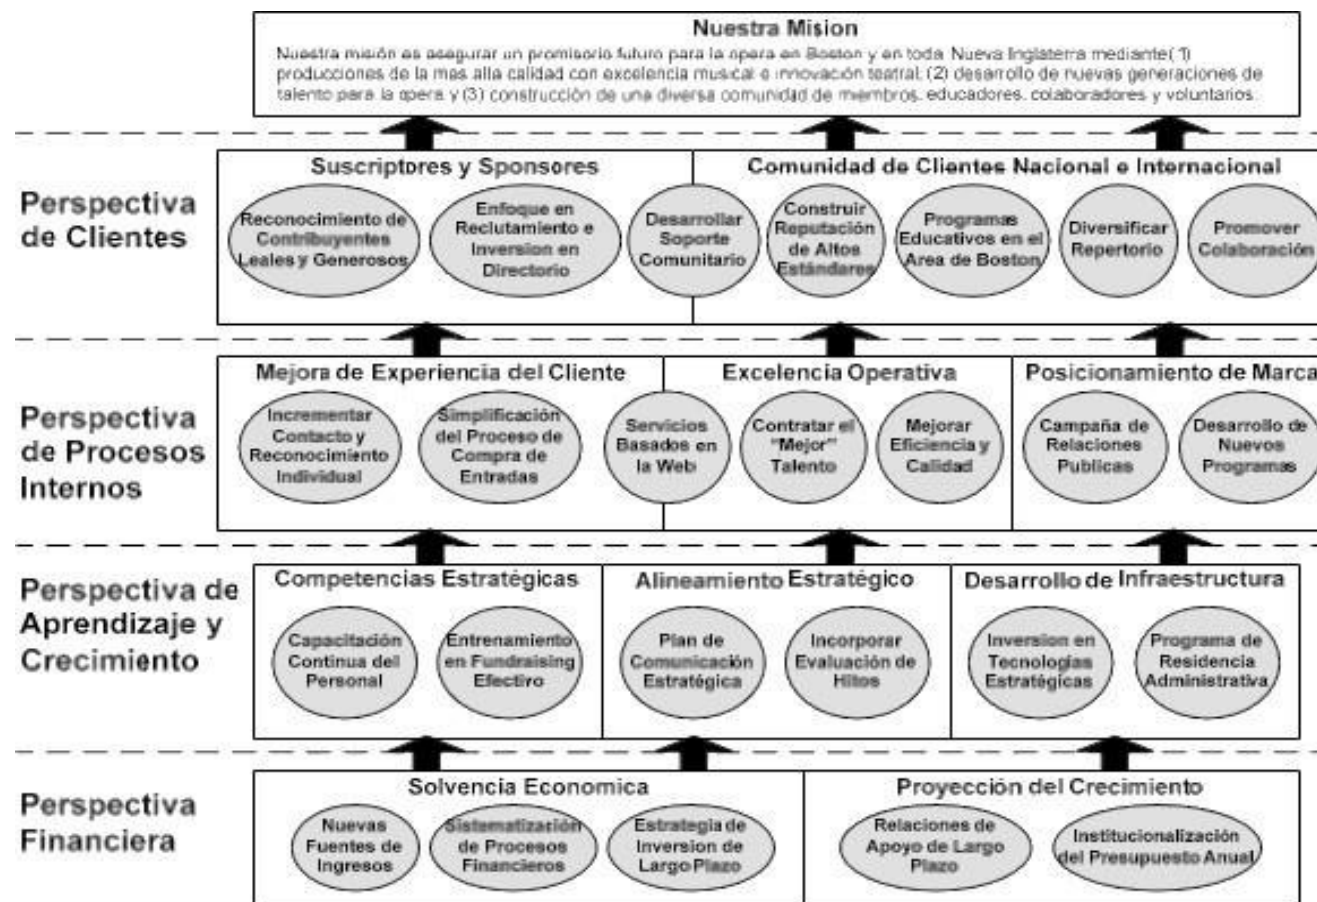 Nuestra Mision
Nuestra misión es asegurar un promisorio futuro para la opera en Boston y en toda Nueva Inglaterra mediante(1)
producciones de la mas alta calidad con excelencia musical e innovación teatral, (2) desarrollo de nuevas generaciones de
talento para la opera y (3) construcción de una diversa comunidad de miembros, educadores, colaboradores y voluntarios.
Perspectiva
de Clientes
Suscriptores y Sponsores
Reconocimiento de
Contribuyentes
Leales y Generosos
Enfoque en
Reclutamiento e
Inversion en
Directorio
Desarrollar
Soporte
Comunitario
Comunidad de Clientes Nacional e Internacional
Construir
Reputación
de Altos
Estándares
Programas
Educativos en el
Area de Boston
Diversificar
Repertorio
Promover
Colaboración
Perspectiva
de Procesos
Internos
Mejora de Experiencia del Cliente
Incrementar
Contacto y
Reconocimiento
Individual
Simplificación
del Proceso de
Compra de
Entradas
Servicios
Basados en
la Web
Excelencia Operativa
Contratar el
"Mejor"
Talento
Mejorar
Eficiencia y
Calidad
Posicionamiento de Marca
Campaña de
Relaciones
Publicas
Desarrollo de
Nuevos
Programas
Perspectiva de
Aprendizaje y
Crecimiento
Competencias Estratégicas
Capacitación
Continua del
Personal
Entrenamiento
en Fundraising
Efectivo
Alineamiento Estratégico
Plan de
Comunicación
Estratégica
Incorporar
Evaluación de
Hitos
Desarrollo de Infraestructura
Inversion en
Tecnologías
Estratégicas
Programa de
Residencia
Administrativa
Perspectiva
Financiera
Solvencia Economica
Nuevas
Fuentes de
Ingresos
Sistematización
de Procesos
Financieros
Estrategia de
Inversion de
Largo Plazo
Proyección del Crecimiento
Relaciones de
Apoyo de Largo
Plazo
Institucionalización
del Presupuesto Anual